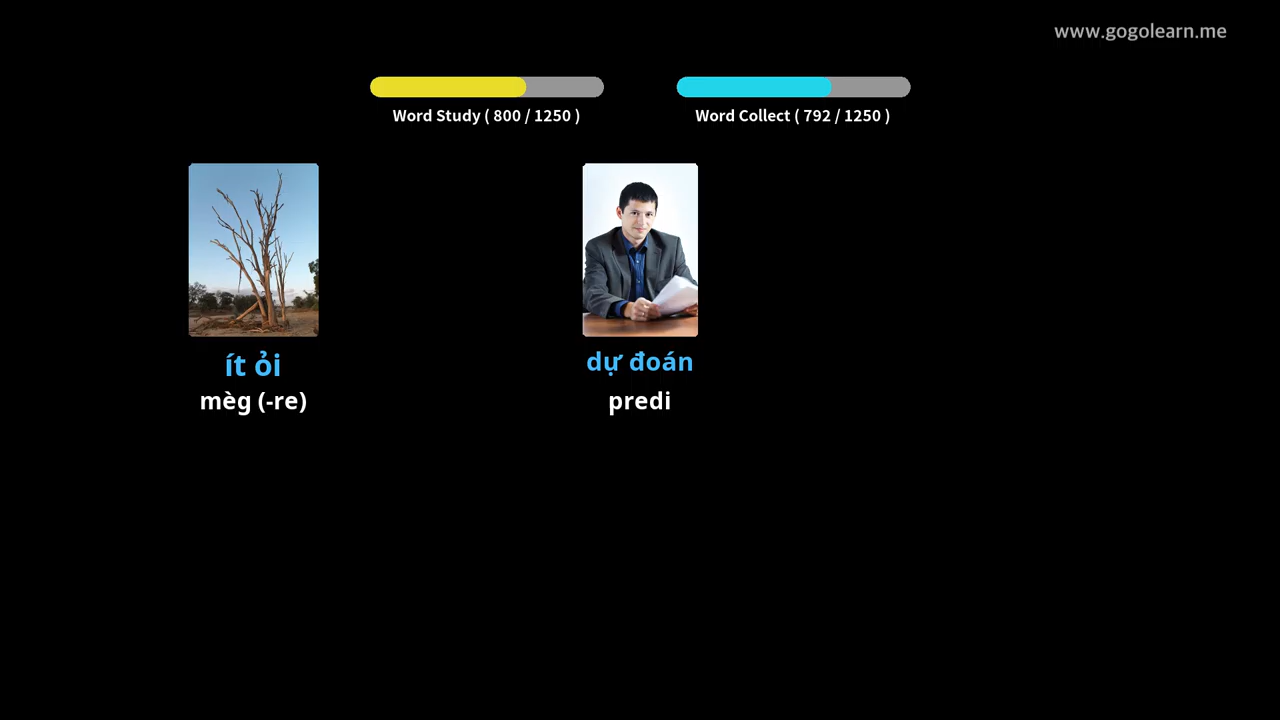 www.gogolearn.me
Word Study ( 800 / 1250 )
Word Collect ( 792 / 1250 )
ít ỏi
mèg (-re)
dự đoán
predi